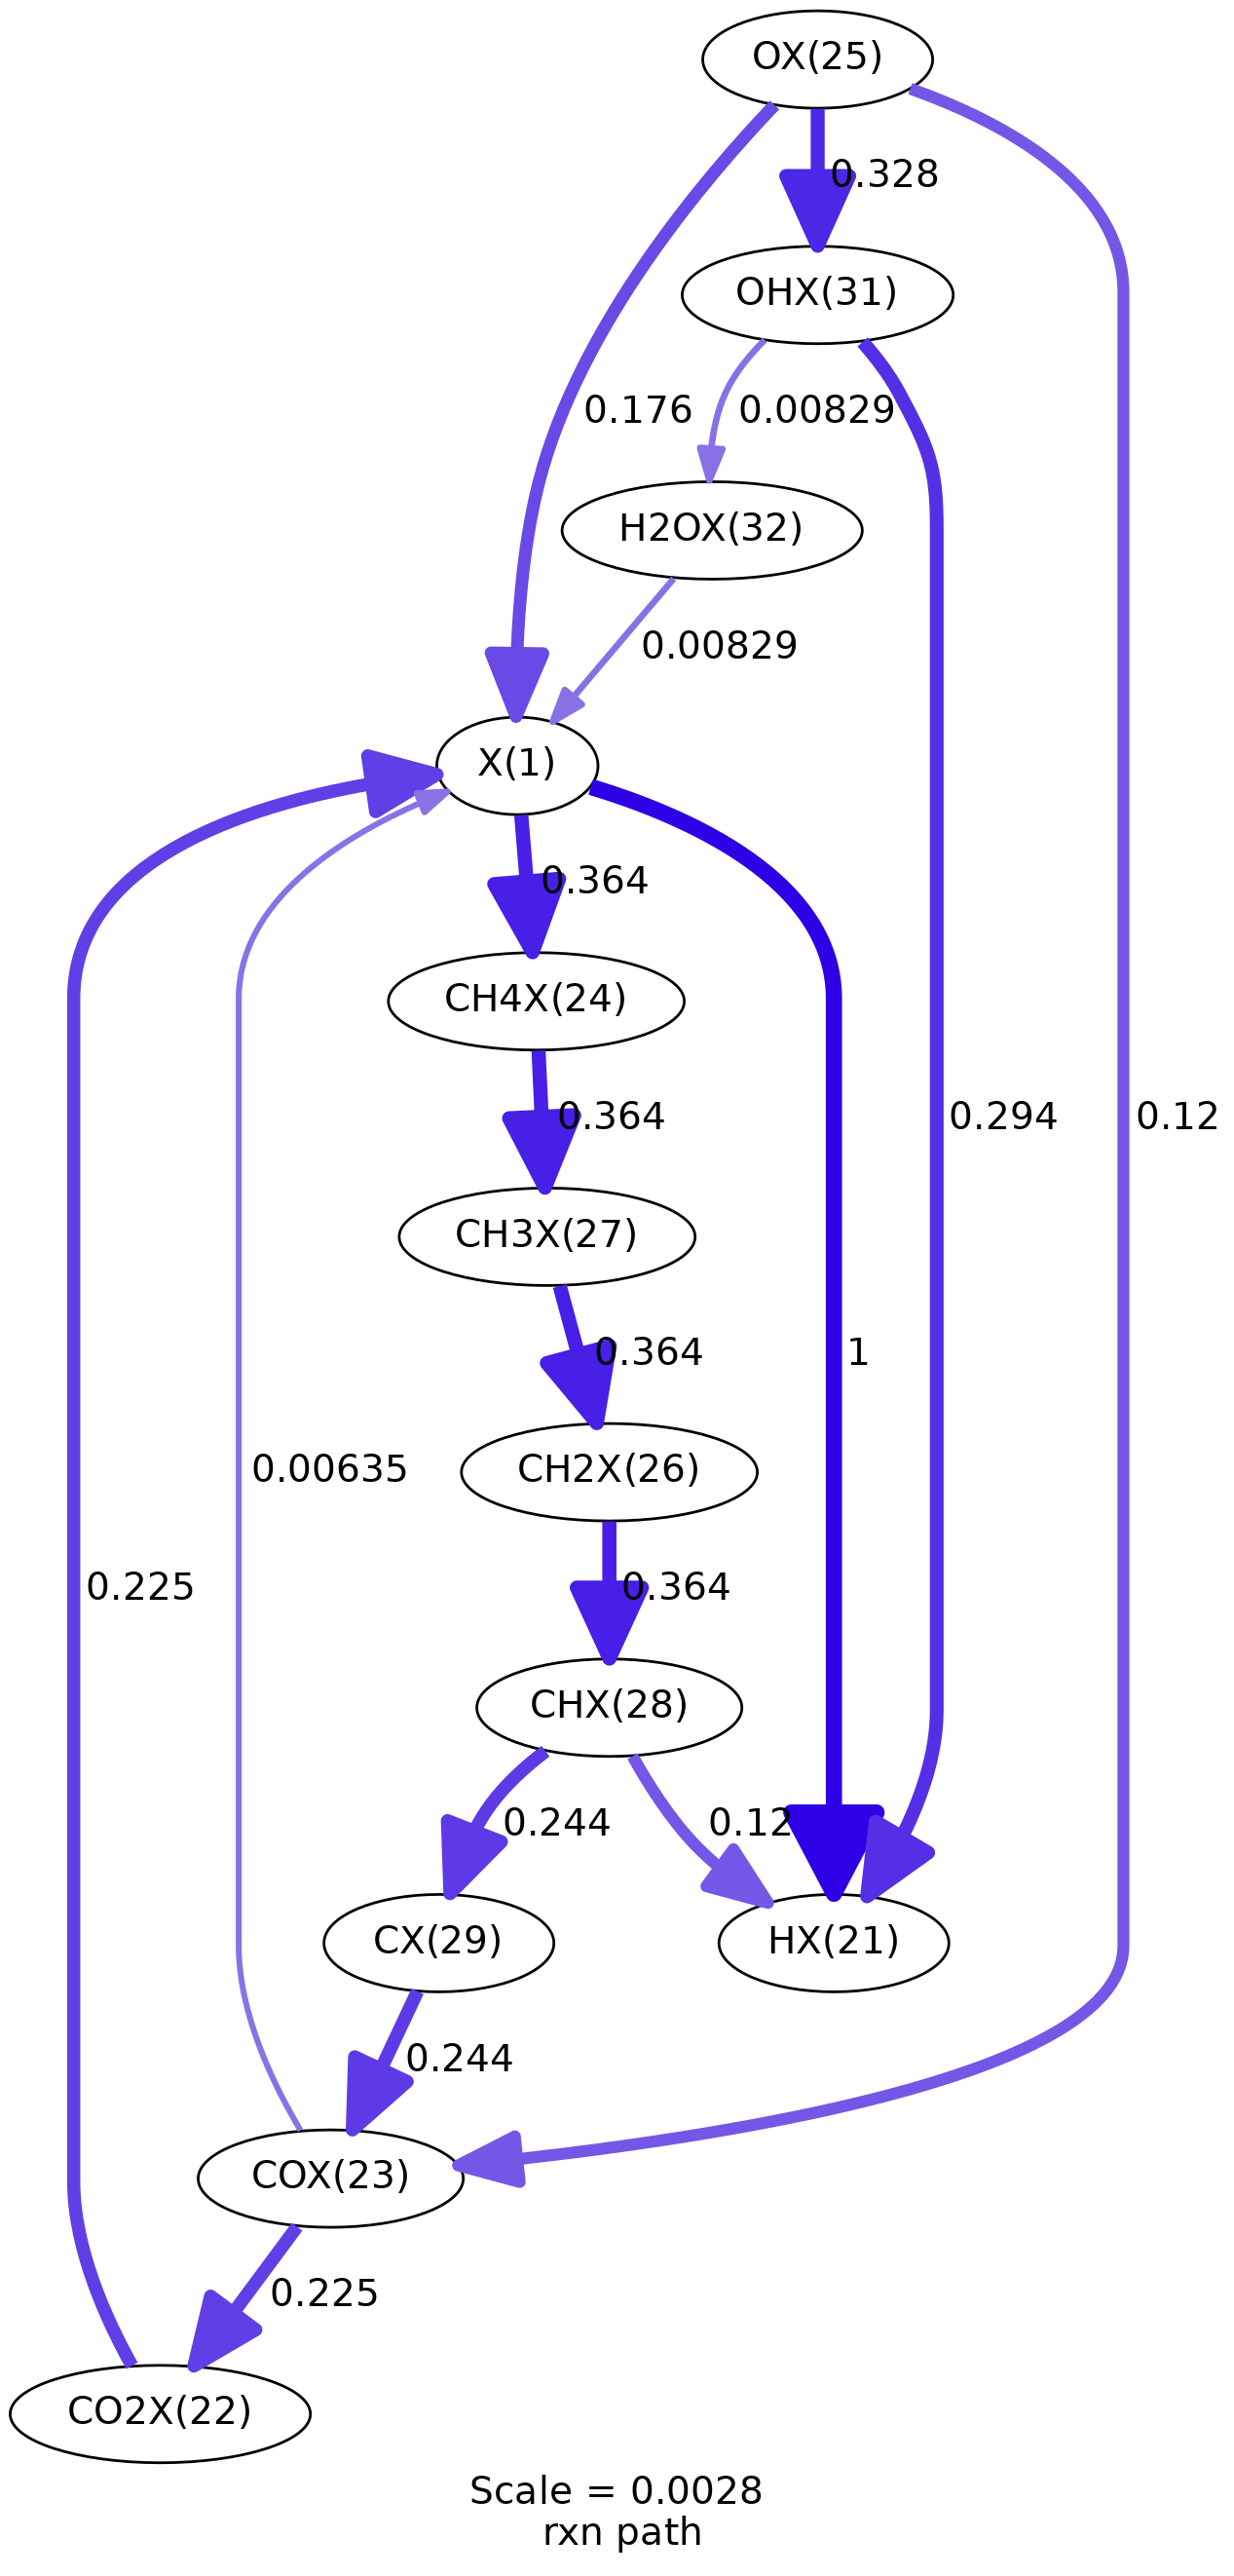 OX(25)
0.328
OHX(31)
0.176
0.00829
H2OX(32)
0.00829
X(1)
0.364
CH4X(24)
0.364
0.294
0.12
CH3X(27)
0.364
1
CH2X(26)
0.00635
0.225
0.364
CHX(28)
0.244
0.12
CX(29)
HX(21)
0.244
COX(23)
0.225
CO2X(22)
Scale = 0.0028
rxn path